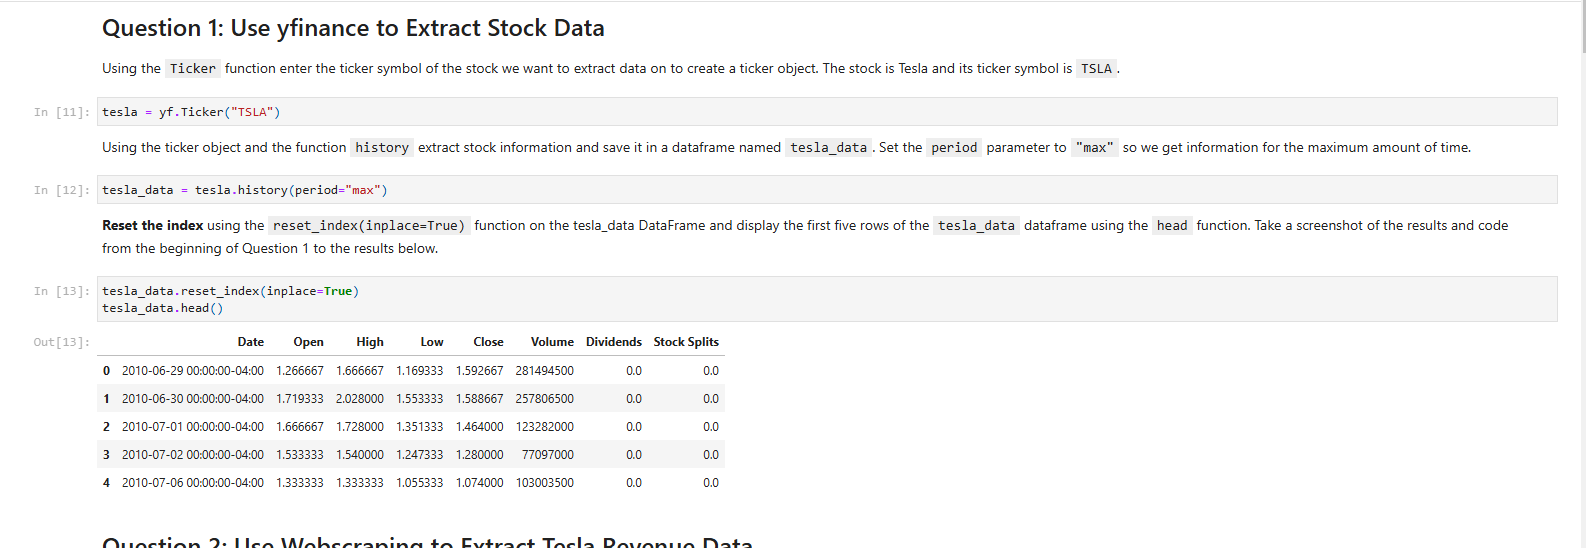 Question 1: Use yfinance to Extract Stock Data
Using the Ticker function enter the ticker symbol of the stock we want to extract data on to create a ticker object. The stock is Tesla and its ticker symbol is TSLA .
In [11]: tesla = yf.Ticker("TSLA")
Using the ticker object and the function history extract stock information and save it in a dataframe named tesla_data . Set the period parameter to "max" so we get information for the maximum amount of time.
In [12]: tesla_data = tesla.history(period="max")
Reset the index using the reset_index(inplace=True) function on the tesla_data DataFrame and display the first five rows of the tesla_data dataframe using the head function. Take a screenshot of the results and code
from the beginning of Question 1 to the results below.
In [13]: tesla_data.reset_index(inplace=True)
tesla_data.head()
Out[13]: Date Open High Low Close Volume Dividends Stock Splits
0 2010-06-29 00:00:00-04:00 1.266667 1.666667 1.169333 1.592667 281494500 0.0 0.0
1 2010-06-30 00:00:00-04:00 1.719333 2.028000 1.553333 1.588667 257806500 0.0 0.0
2 2010-07-01 00:00:00-04:00 1.666667 1.728000 1.351333 1.464000 123282000 0.0 0.0
3 2010-07-02 00:00:00-04:00 1.533333 1.540000 1.247333 1.280000 77097000 0.0 0.0
4 2010-07-06 00:00:00-04:00 1.333333 1.333333 1.055333 1.074000 103003500 0.0 0.0
Question 2: Use Webscraping to Extract Tesla Revenue Data